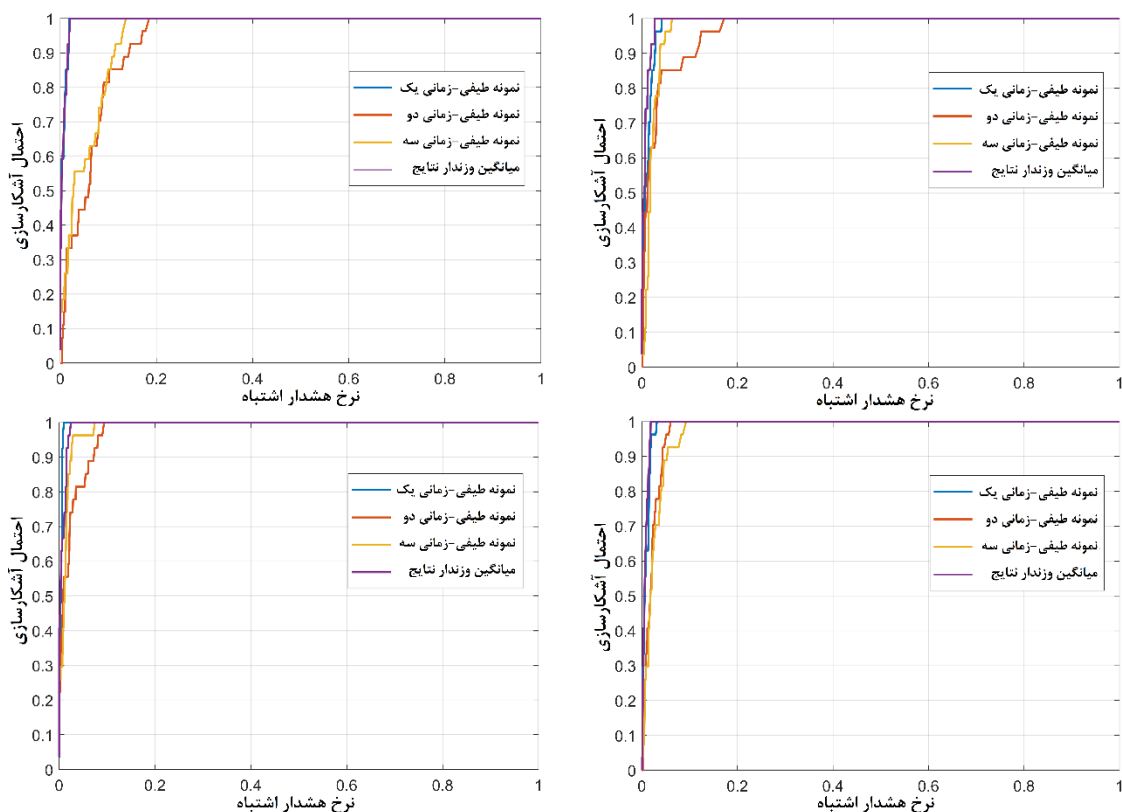 1
0.9
0.8
0.7
0.6
0.5
0.4
0.3
0.2
0.1
0
احتمال آشکارسازی
نمونه طیفی-زمانی یک
نمونه طیفی-زمانی دو
نمونه طیفی-زمانی سه
میانگین وزندار نتایج
0 0.2 0.4 0.6 0.8 1
نرخ هشدار اشتباه
1
0.9
0.8
0.7
0.6
0.5
0.4
0.3
0.2
0.1
0
احتمال آشکارسازی
نمونه طیفی-زمانی یک
نمونه طیفی-زمانی دو
نمونه طیفی-زمانی سه
میانگین وزندار نتایج
0 0.2 0.4 0.6 0.8 1
نرخ هشدار اشتباه
1
0.9
0.8
0.7
0.6
0.5
0.4
0.3
0.2
0.1
0
احتمال آشکارسازی
نمونه طیفی-زمانی یک
نمونه طیفی-زمانی دو
نمونه طیفی-زمانی سه
میانگین وزندار نتایج
0 0.2 0.4 0.6 0.8 1
نرخ هشدار اشتباه
1
0.9
0.8
0.7
0.6
0.5
0.4
0.3
0.2
0.1
0
احتمال آشکارسازی
نمونه طیفی-زمانی یک
نمونه طیفی-زمانی دو
نمونه طیفی-زمانی سه
میانگین وزندار نتایج
0 0.2 0.4 0.6 0.8 1
نرخ هشدار اشتباه